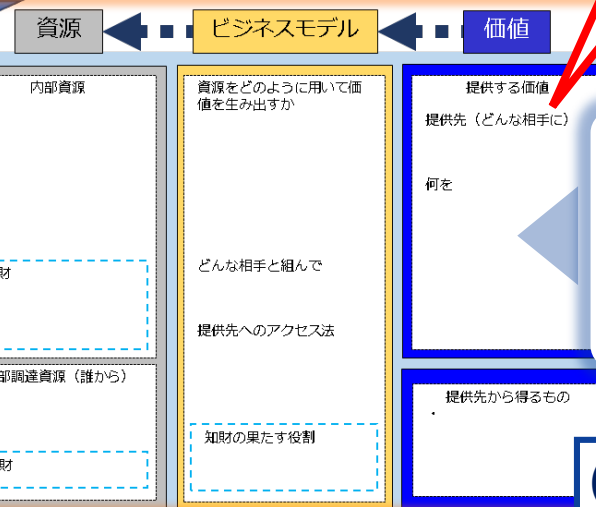 資源
ビジネスモデル
価値
内部資源
財
部調達資源（誰から）
財
資源をどのように用いて価
値を生み出すか
どんな相手と組んで
提供先へのアクセス法
知財の果たす役割
提供する価値
提供先（どんな相手に）
何を
提供先から得るもの
・